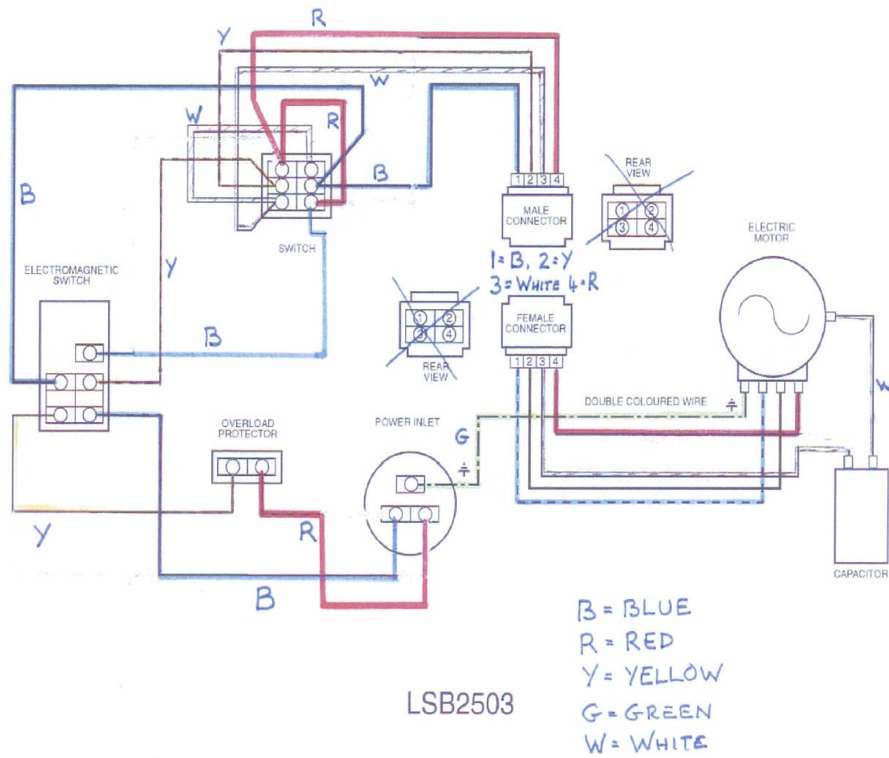 R
Y
W
W
R
B
B
Y
SWITCH
1 2 3 4
MALE
CONNECTOR
REAR
VIEW
1 2
3 4
ELECTRIC
MOTOR
1=B, 2=Y
3=WHITE 4=R
ELECTROMAGNETIC
SWITCH
B
1 2
3 4
REAR
VIEW
FEMALE
CONNECTOR
1 2 3 4
W
DOUBLE COLOURED WIRE
OVERLOAD
PROTECTOR
POWER INLET
G
Y
R
B
CAPACITOR
B = BLUE
R = RED
Y = YELLOW
G = GREEN
W = WHITE
LSB2503